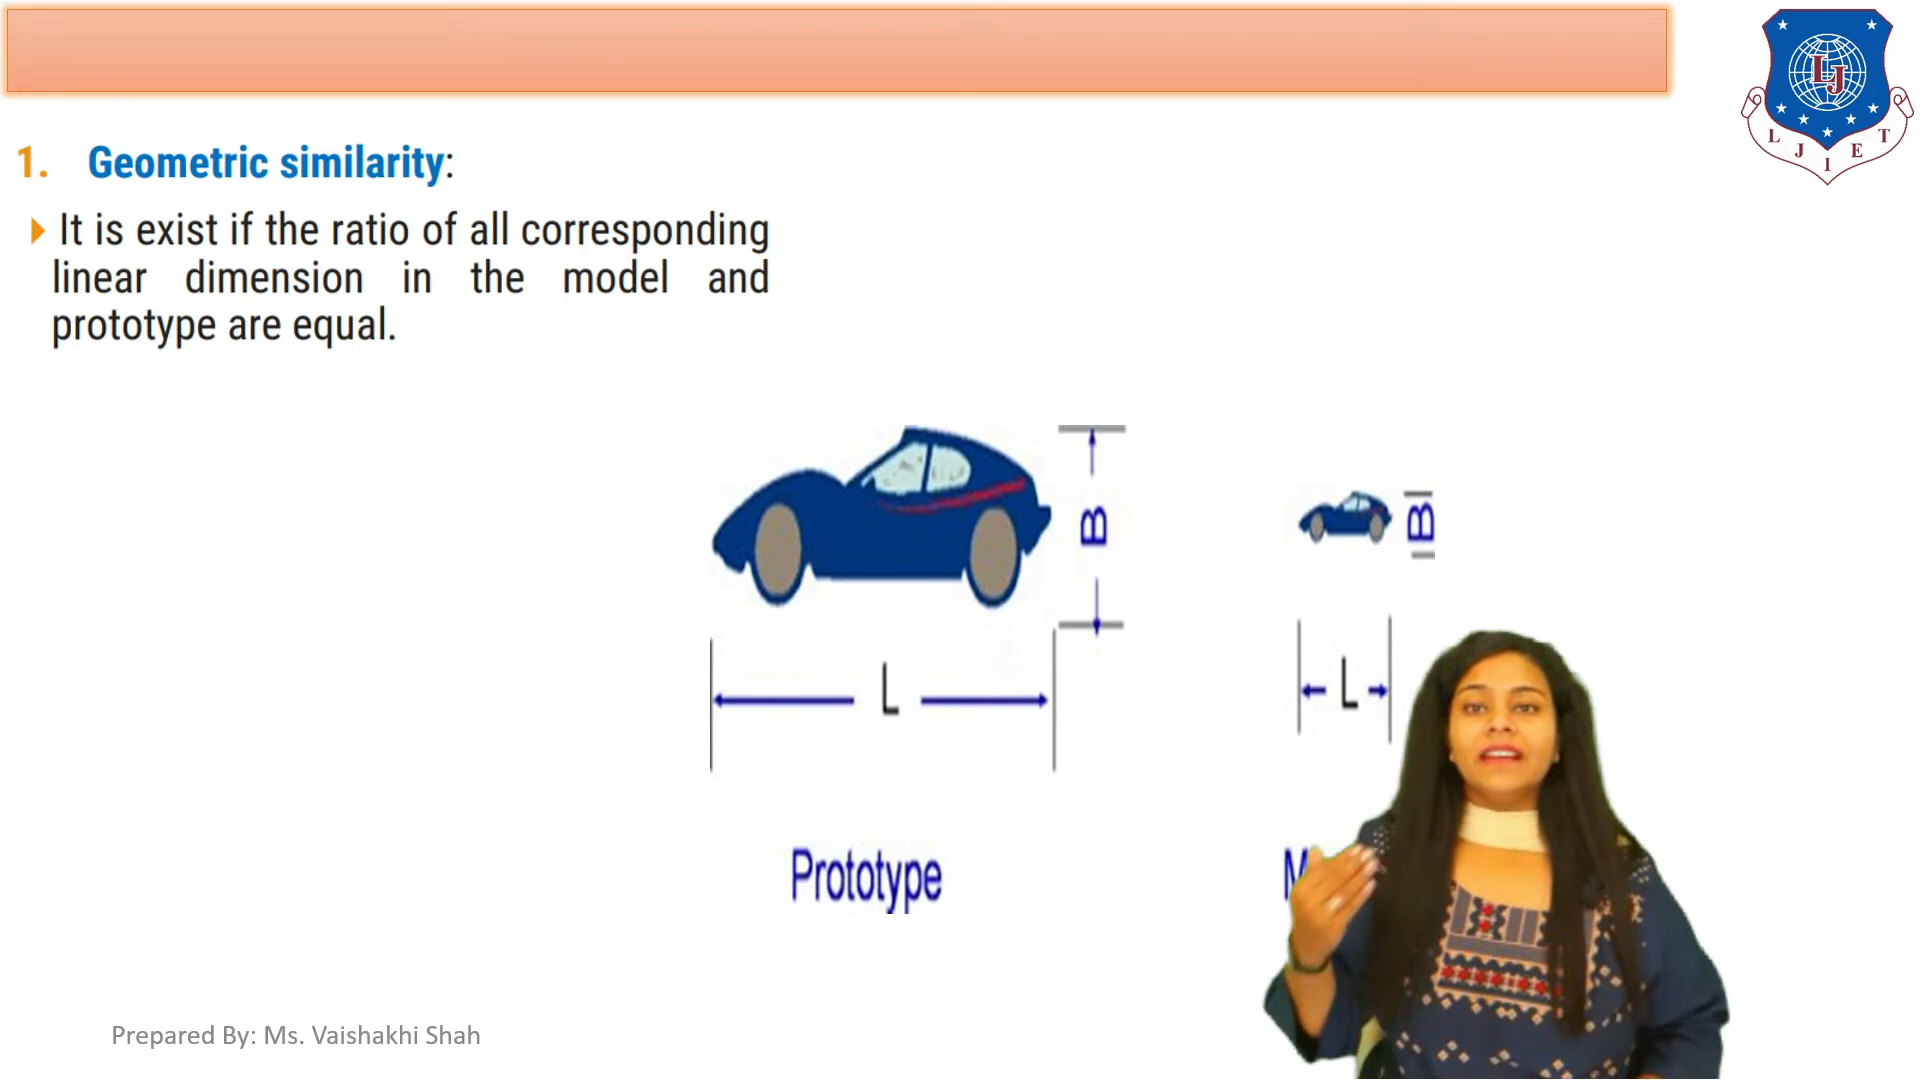 LJ
L J I E T
1. Geometric similarity:
It is exist if the ratio of all corresponding
linear dimension in the model and
prototype are equal.
B
B
L
L
Prototype
Prepared By: Ms. Vaishakhi Shah